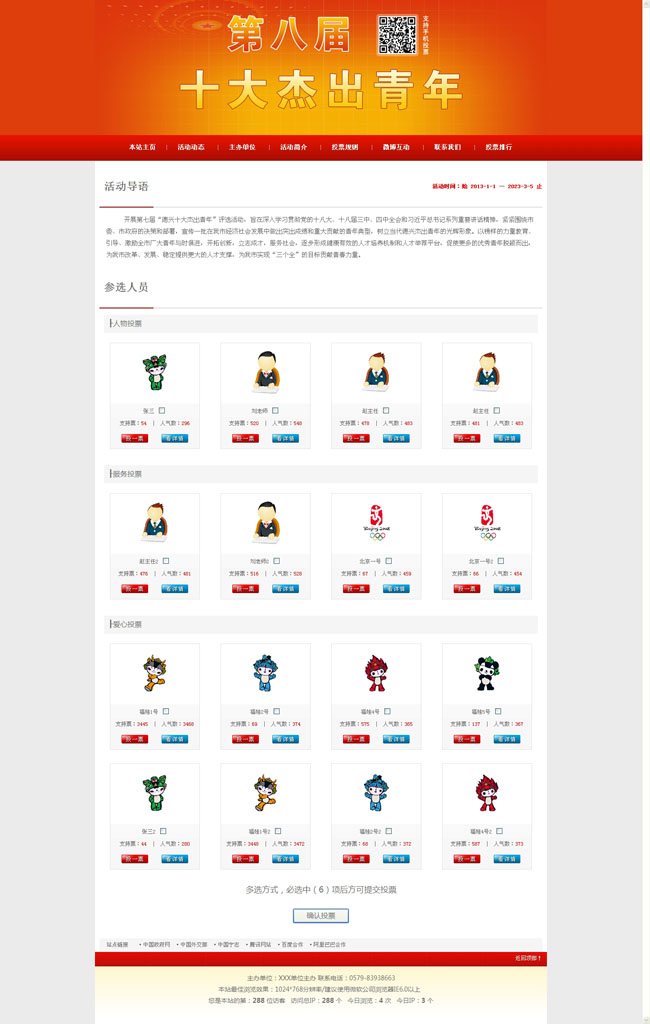 第八届
支持手机投票
十大杰出青年
本站主页 | 活动动态 | 主办单位 | 活动简介 | 投票规则 | 微博互动 | 联系我们 | 投票排行
活动导语
活动时间：始 2013-1-1 — 2023-3-5 止
开展第七届“德兴十大杰出青年”评选活动，旨在深入学习贯彻党的十八大、十八届三中、四中全会和习近平总书记系列重要讲话精神，紧紧围绕市
委、市政府的决策和部署，宣传一批在我市经济社会发展中做出突出成绩和重大贡献的青年典型，树立当代德兴杰出青年的光辉形象。以榜样的力量教育、
引导、激励全市广大青年与时俱进，开拓创新，立志成才，服务社会，逐步形成健康有效的人才培养机制和人才举荐平台，促使更多的优秀青年脱颖而出，
为我市改革、发展、稳定提供更大的人才支撑，为我市实现“三个全”的目标贡献青春力量。
参选人员
人物投票
张三 刘老师 赵主任 赵主任
支持票：54 | 人气数：296 支持票：520 | 人气数：548 支持票：478 | 人气数：483 支持票：481 | 人气数：483
投一票 看详情 投一票 看详情 投一票 看详情 投一票 看详情
服务投票
Beijing 2008 Beijing 2008
赵主任2 刘老师2 北京一号 北京一号2
支持票：476 | 人气数：481 支持票：516 | 人气数：520 支持票：67 | 人气数：459 支持票：66 | 人气数：454
投一票 看详情 投一票 看详情 投一票 看详情 投一票 看详情
爱心投票
福娃1号 福娃2号 福娃4号 福娃5号
支持票：3445 | 人气数：3460 支持票：69 | 人气数：374 支持票：575 | 人气数：365 支持票：137 | 人气数：367
投一票 看详情 投一票 看详情 投一票 看详情 投一票 看详情
张三2 福娃1号2 福娃2号2 福娃4号2
支持票：44 | 人气数：280 支持票：3448 | 人气数：3472 支持票：68 | 人气数：372 支持票：587 | 人气数：373
投一票 看详情 投一票 看详情 投一票 看详情 投一票 看详情
多选方式，必选中（6）项后方可提交投票
确认投票
站点链接 • 中国政府网 • 中国外交部 • 中国宁志 • 腾讯网站 • 百度合作 • 阿里巴巴合作
返回顶部↑
主办单位：XXX单位主办 联系电话：0579-83938663
本站最佳浏览效果：1024*768分辨率/建议使用微软公司浏览器IE6.0以上
您是本站的第：288 位访客 访问总IP：288 个 今日浏览：4 次 今日IP：3 个